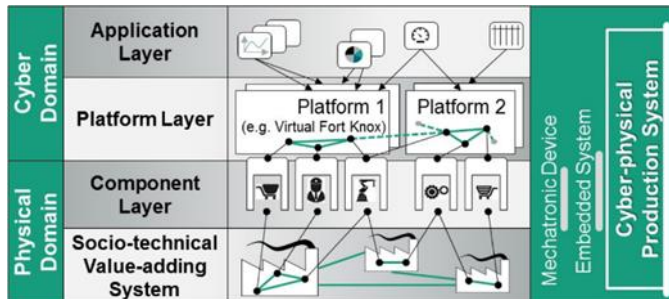 Cyber
Domain
Application
Layer
Platform Layer
Platform 1
(e.g. Virtual Fort Knox)
Platform 2
Physical
Domain
Component
Layer
Socio-technical
Value-adding
System
Mechatronic Device
Embedded System
Cyber-physical
Production System